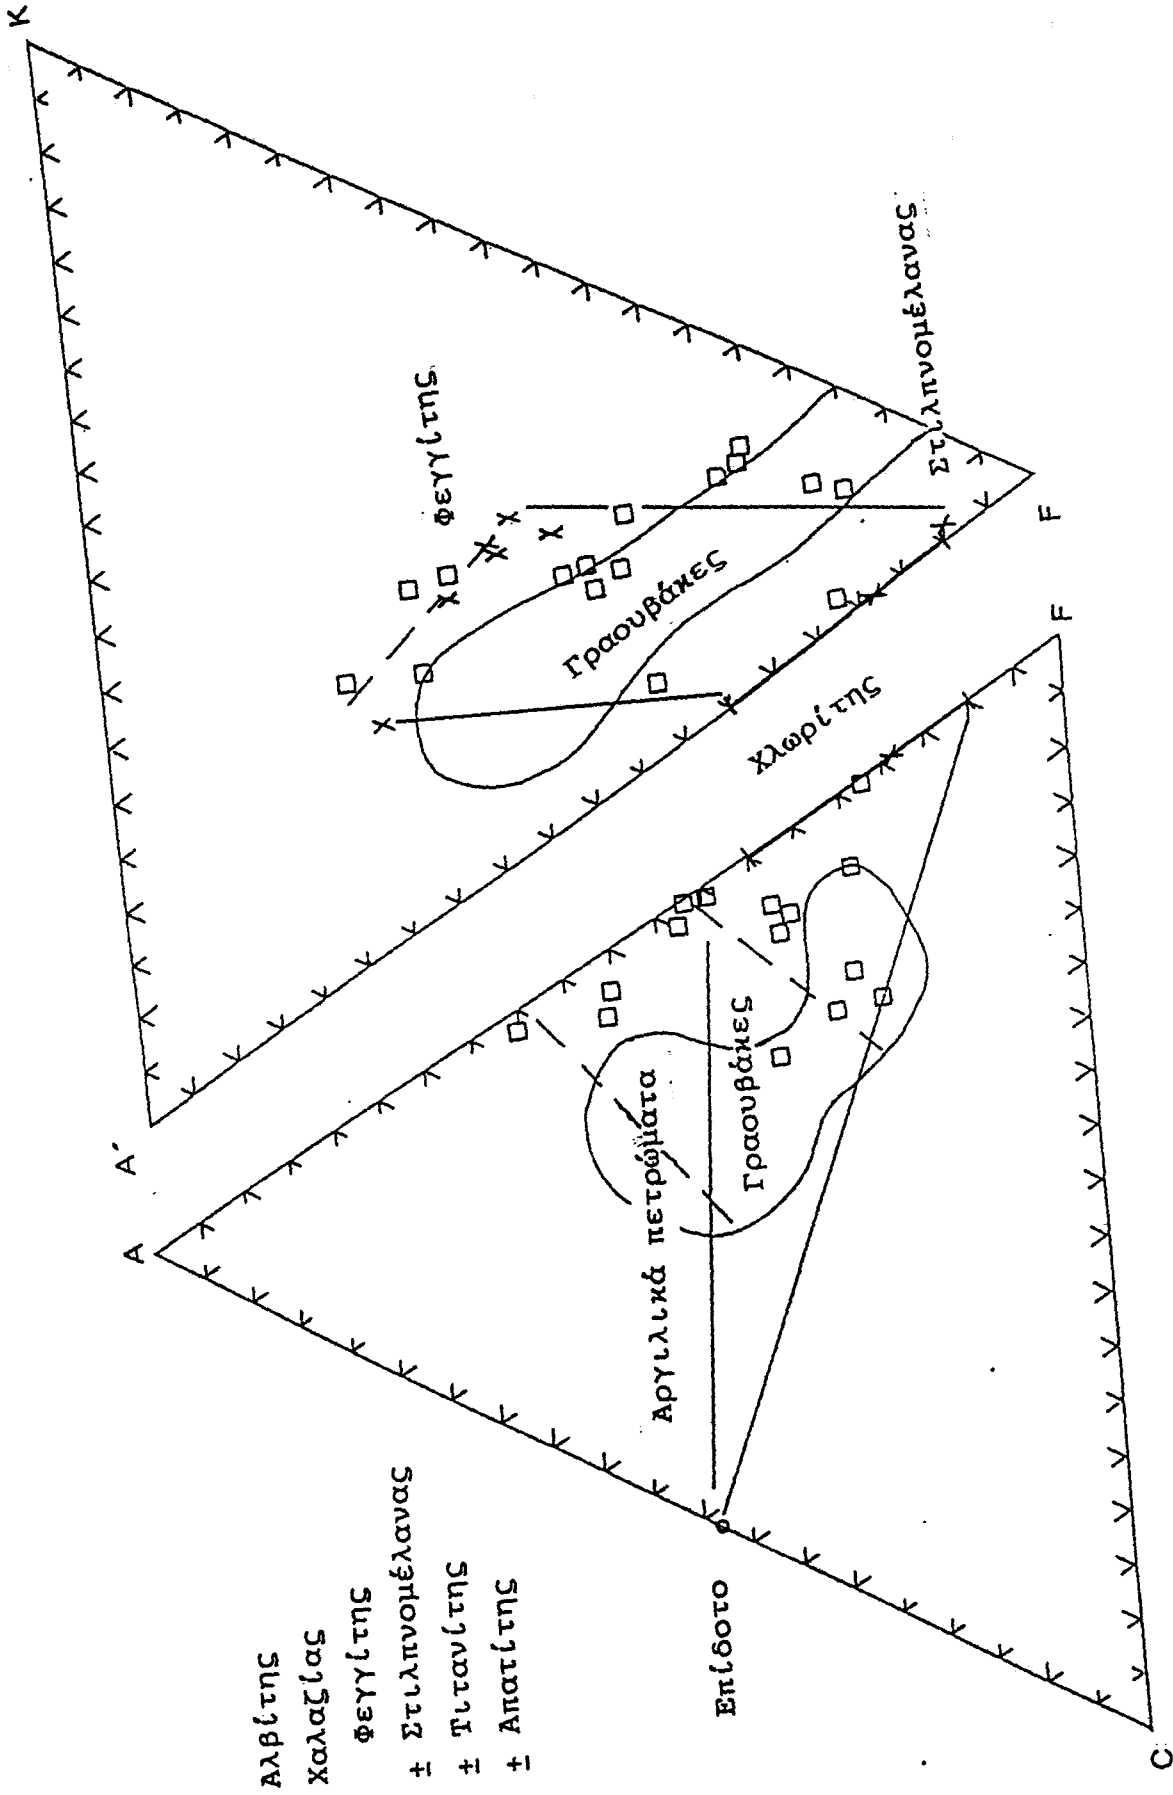 Αλβίτης
Χαλαζίας
Φεγγίτης
± Στιλπνομέλανας
± Τιτανίτης
± Απατίτης
A
A´
K
Φεγγίτης
Γραουβάκες
Στιλπνομέλανας
F
Χλωρίτης
F
Αργιλικά πετρώματα
Γραουβάκες
Επίδοτο
C